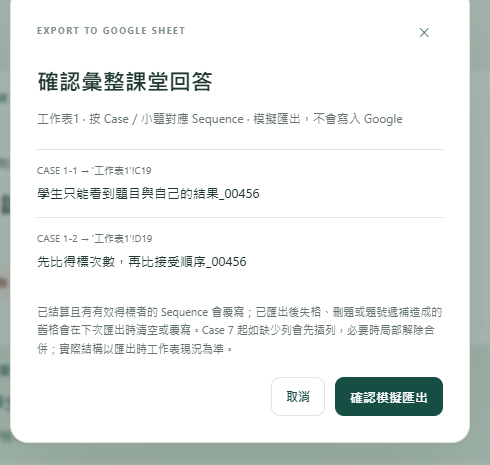 EXPORT TO GOOGLE SHEET
×
確認彙整課堂回答
工作表1 · 按 Case / 小題對應 Sequence · 模擬匯出，不會寫入 Google
CASE 1-1 → '工作表1'!C19
學生只能看到題目與自己的結果_00456
CASE 1-2 → '工作表1'!D19
先比得標次數，再比接受順序_00456
已結算且有有效得標者的 Sequence 會覆寫；已匯出後失格、刪題或題號遞補造成的
舊格會在下次匯出時清空或覆寫。Case 7 起如缺少列會先插列，必要時局部解除合
併；實際結構以匯出時工作表現況為準。
取消
確認模擬匯出